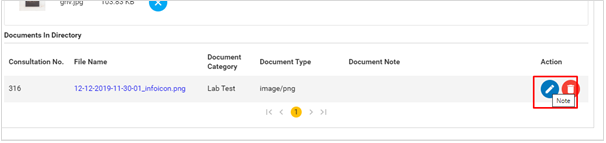 gmv.jpg 103.83 KB
Documents In Directory
Consultation No. File Name Document Category Document Type Document Note Action
316 12-12-2019-11-30-01_infoicon.png Lab Test image/png
Note
1